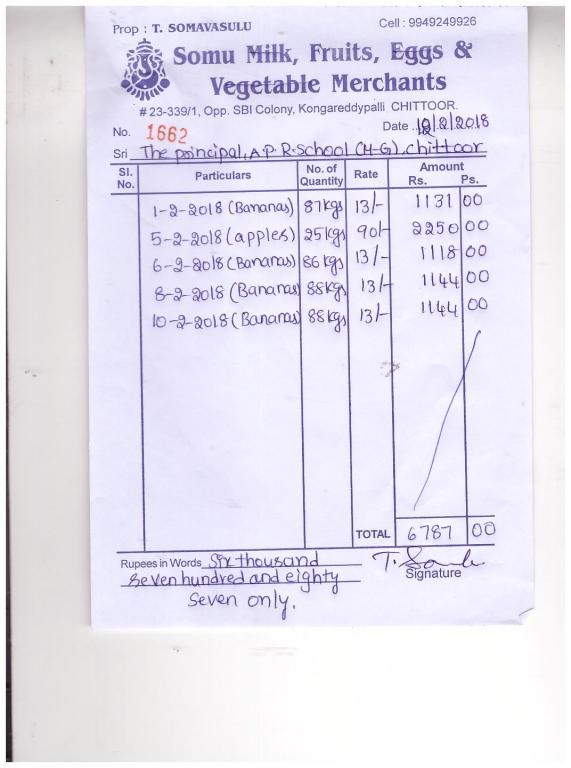 Prop : T. SOMAVASULU Cell : 9949249926
Somu Milk, Fruits, Eggs &
Vegetable Merchants
# 23-339/1, Opp. SBI Colony, Kongareddypalli CHITTOOR.
No. 1662 Date 12/2/2018
Sri The principal, A.P.R. School (H-G), chittoor
Sl. No. Particulars No. of Quantity Rate Amount Rs. Ps.
1-2-2018 (Bananas) 87kgs 13/- 1131 00
5-2-2018 (apples) 25kgs 90/- 2250 00
6-2-2018 (Bananas) 86kgs 13/- 1118 00
8-2-2018 (Bananas) 88kgs 13/- 1144 00
10-2-2018 (Bananas) 88kgs 13/- 1144 00
TOTAL 6787 00
Rupees in Words Six thousand
Seven hundred and eighty
Seven only.
Signature